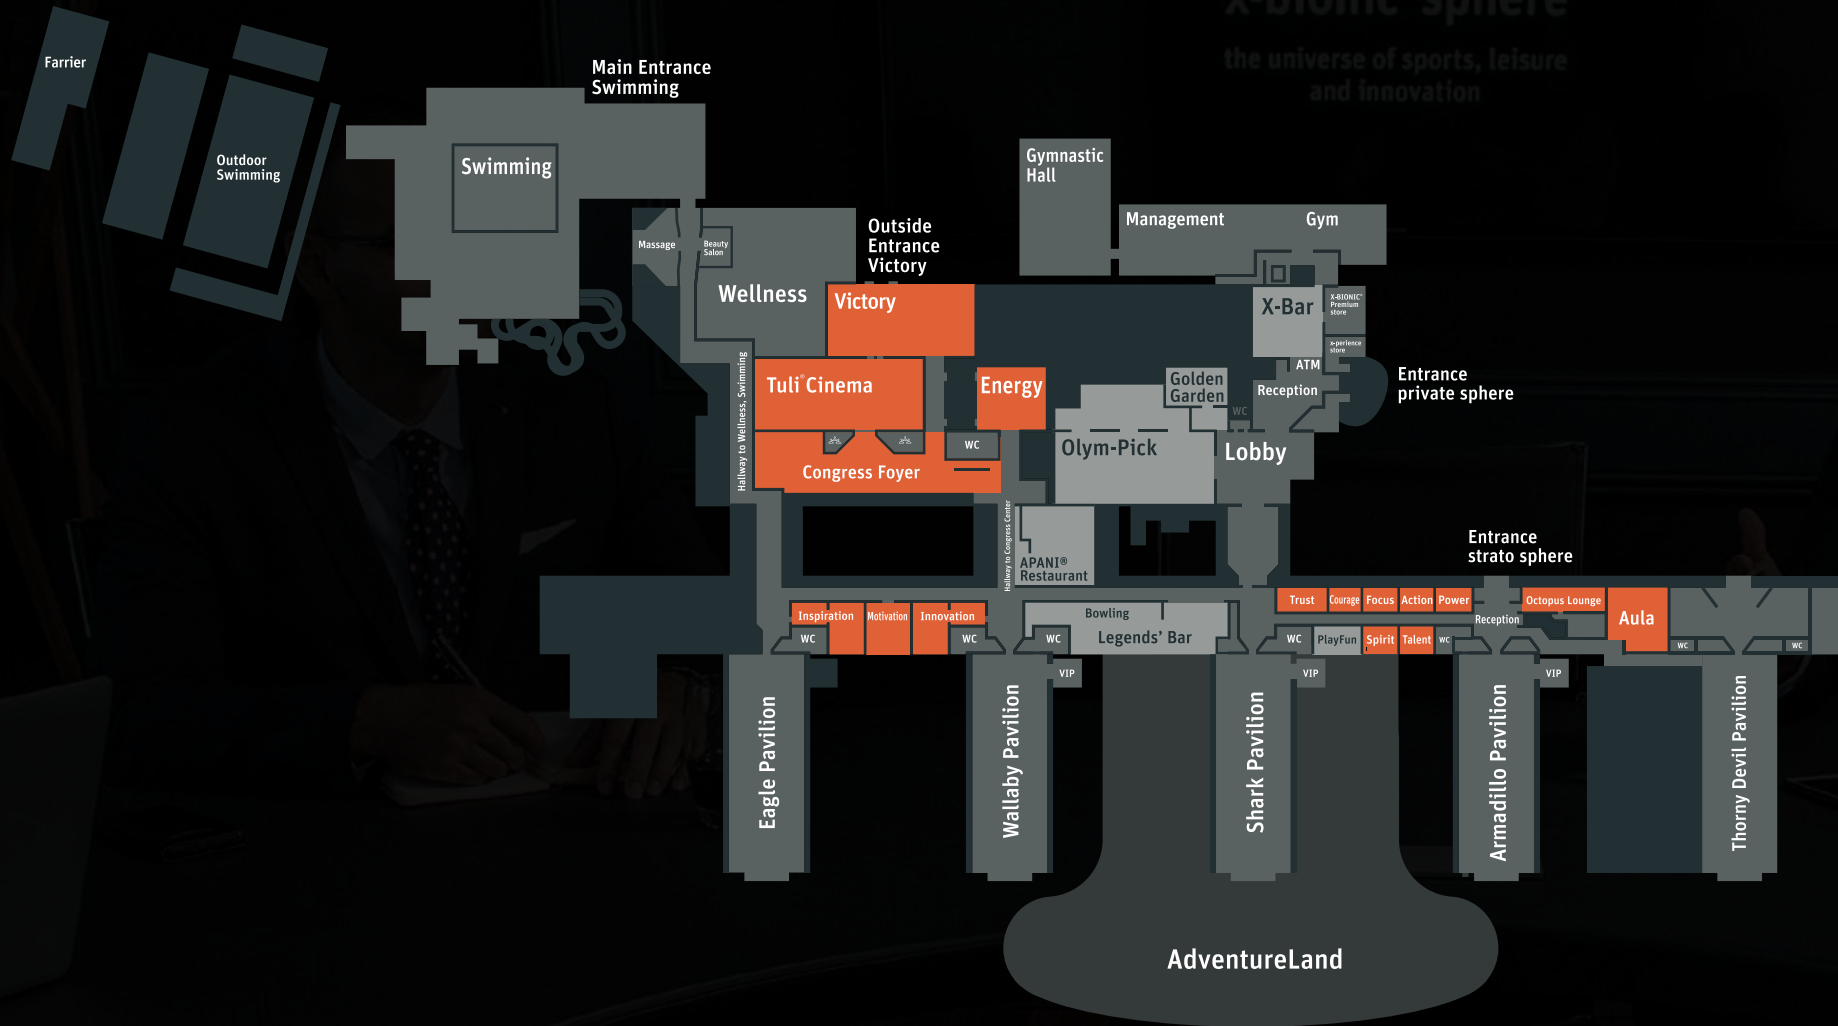 x-bionic® sphere
the universe of sports, leisure
and innovation
Farrier
Main Entrance
Swimming
Outdoor
Swimming
Swimming
Gymnastic
Hall
Management
Gym
Massage
Beauty
Salon
Outside
Entrance
Victory
Wellness
Victory
X-Bar
X-BIONIC®
Premium
store
x-perience
store
ATM
Reception
Entrance
private sphere
Hallway to Wellness, Swimming
Tuli® Cinema
Energy
Golden
Garden
WC
Olym-Pick
Lobby
WC
Congress Foyer
Hallway to Congress Center
APANI®
Restaurant
Entrance
strato sphere
Inspiration
Motivation
Innovation
WC
WC
Bowling
WC
Legends' Bar
Trust
Courage
Focus
Action
Power
WC
PlayFun
Spirit
Talent
WC
Reception
Octopus Lounge
Aula
WC
WC
VIP
VIP
VIP
Eagle Pavilion
Wallaby Pavilion
Shark Pavilion
Armadillo Pavilion
Thorny Devil Pavilion
AdventureLand